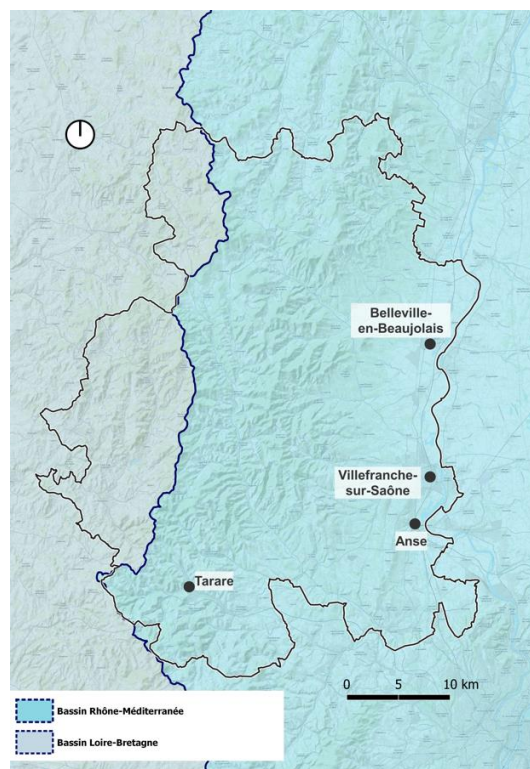 Belleville-
en-Beaujolais
Villefranche-
sur-Saône
Anse
Tarare
0 5 10 km
Bassin Rhône-Méditerranée
Bassin Loire-Bretagne